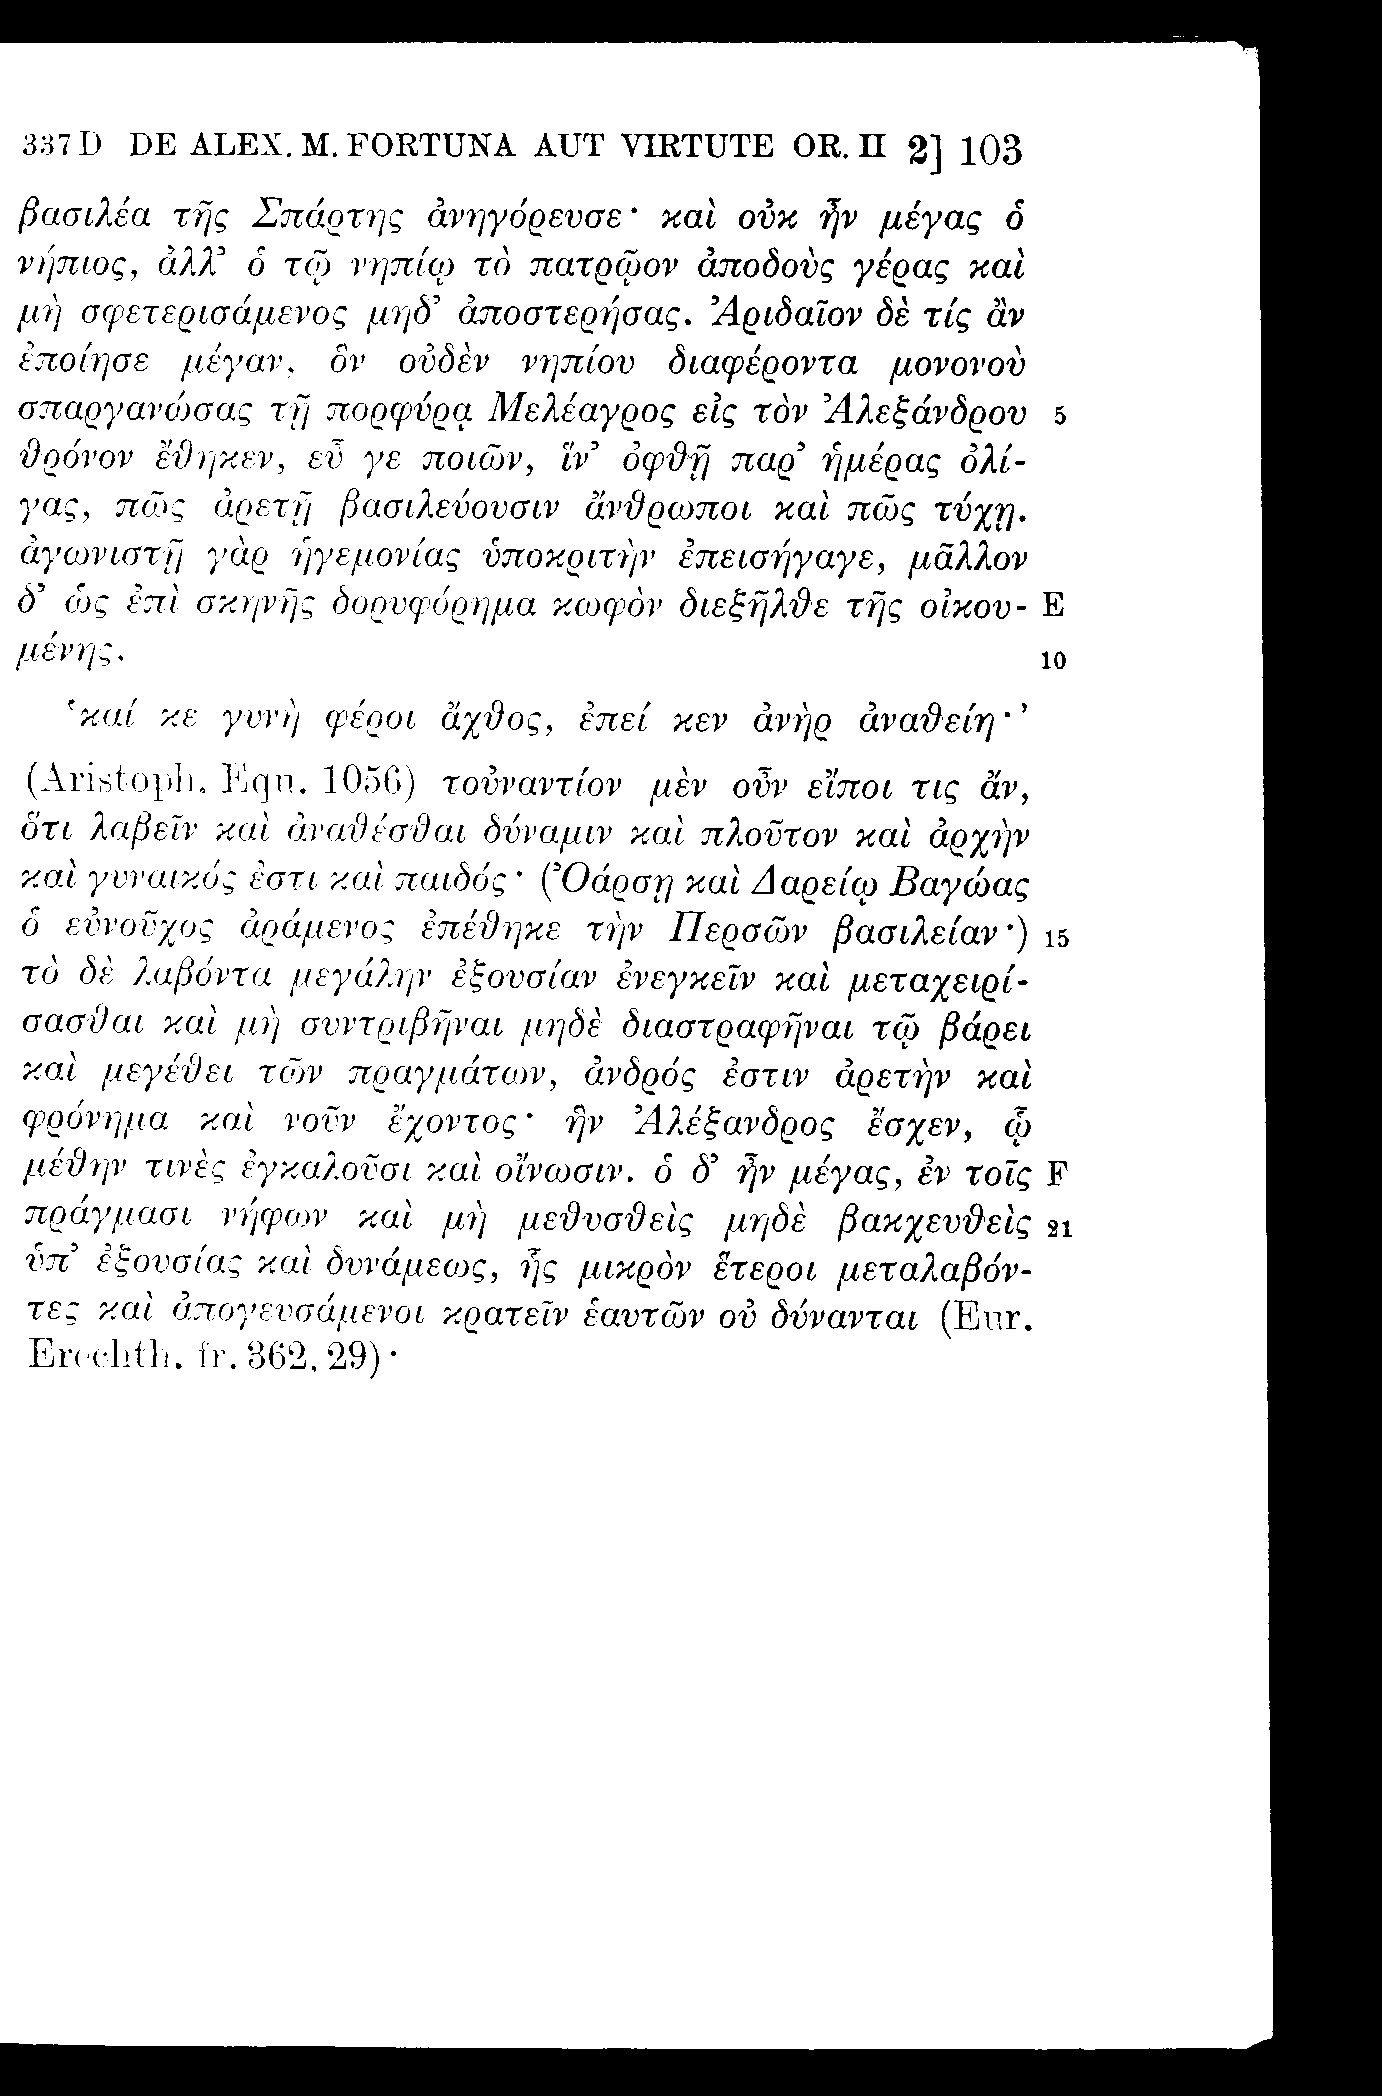 337 D DE ALEX. M. FORTUNA AUT VIRTUTE OR. II 2] 103
βασιλέα τῆς Σπάρτης ἀνηγόρευσε· καὶ οὐκ ἦν μέγας ὁ
νήπιος, ἀλλ’ ὁ τῷ νηπίῳ τὸ πατρῷον ἀποδοὺς γέρας καὶ
μὴ σφετερισάμενος μηδ’ ἀποστερήσας. Ἀριδαῖον δὲ τίς ἂν
ἐποίησε μέγαν, ὃν οὐδὲν νηπίου διαφέροντα μονονοὺ
σπαργανώσας τῇ πορφύρᾳ Μελέαγρος εἰς τὸν Ἀλεξάνδρου 5
θρόνον ἔθηκεν, εὖ γε ποιῶν, ἵν’ ὀφθῇ παρ’ ἡμέρας ὀλί-
γας, πῶς ἀρετῇ βασιλεύουσιν ἄνθρωποι καὶ πῶς τύχῃ.
ἀγωνιστῇ γὰρ ἡγεμονίας ὑποκριτὴν ἐπεισήγαγε, μᾶλλον
δ’ ὡς ἐπὶ σκηνῆς δορυφόρημα κωφὸν διεξῆλθε τῆς οἰκου- E
μένης. 10
‘καί κε γυνὴ φέροι ἄχθος, ἐπεί κεν ἀνὴρ ἀναθείη·’
(Aristoph. Equ. 1056) τοὐναντίον μὲν οὖν εἴποι τις ἄν,
ὅτι λαβεῖν καὶ ἀναθέσθαι δύναμιν καὶ πλοῦτον καὶ ἀρχὴν
καὶ γυναικός ἐστι καὶ παιδός· (Ὀάρσῃ καὶ Δαρείῳ Βαγώας
ὁ εὐνοῦχος ἀράμενος ἐπέθηκε τὴν Περσῶν βασιλείαν·) 15
τὸ δὲ λαβόντα μεγάλην ἐξουσίαν ἐνεγκεῖν καὶ μεταχειρί-
σασθαι καὶ μὴ συντριβῆναι μηδὲ διαστραφῆναι τῷ βάρει
καὶ μεγέθει τῶν πραγμάτων, ἀνδρός ἐστιν ἀρετὴν καὶ
φρόνημα καὶ νοῦν ἔχοντος· ἣν Ἀλέξανδρος ἔσχεν, ᾧ
μέθην τινὲς ἐγκαλοῦσι καὶ οἴνωσιν. ὁ δ’ ἦν μέγας, ἐν τοῖς F
πράγμασι νήφων καὶ μὴ μεθυσθεὶς μηδὲ βακχευθεὶς 21
ὑπ’ ἐξουσίας καὶ δυνάμεως, ἧς μικρὸν ἕτεροι μεταλαβόν-
τες καὶ ἀπογευσάμενοι κρατεῖν ἑαυτῶν οὐ δύνανται (Eur.
Erechth. fr. 362, 29)·